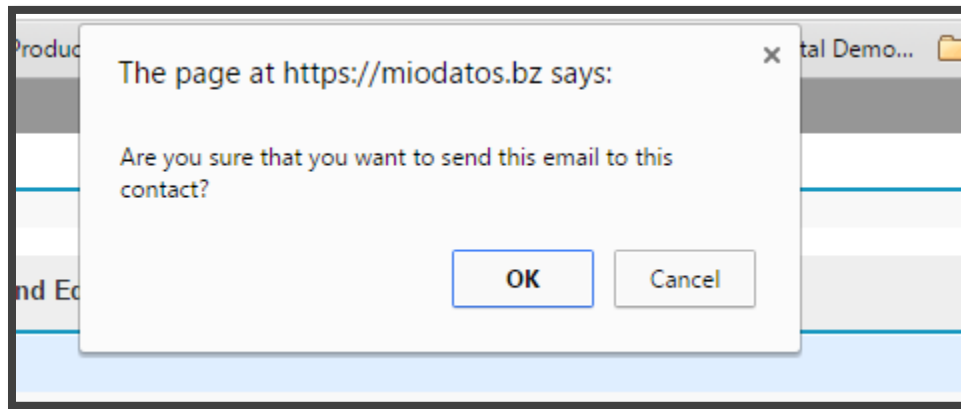 Produc
tal Demo...
The page at https://miodatos.bz says:
Are you sure that you want to send this email to this
contact?
OK Cancel
nd Ed